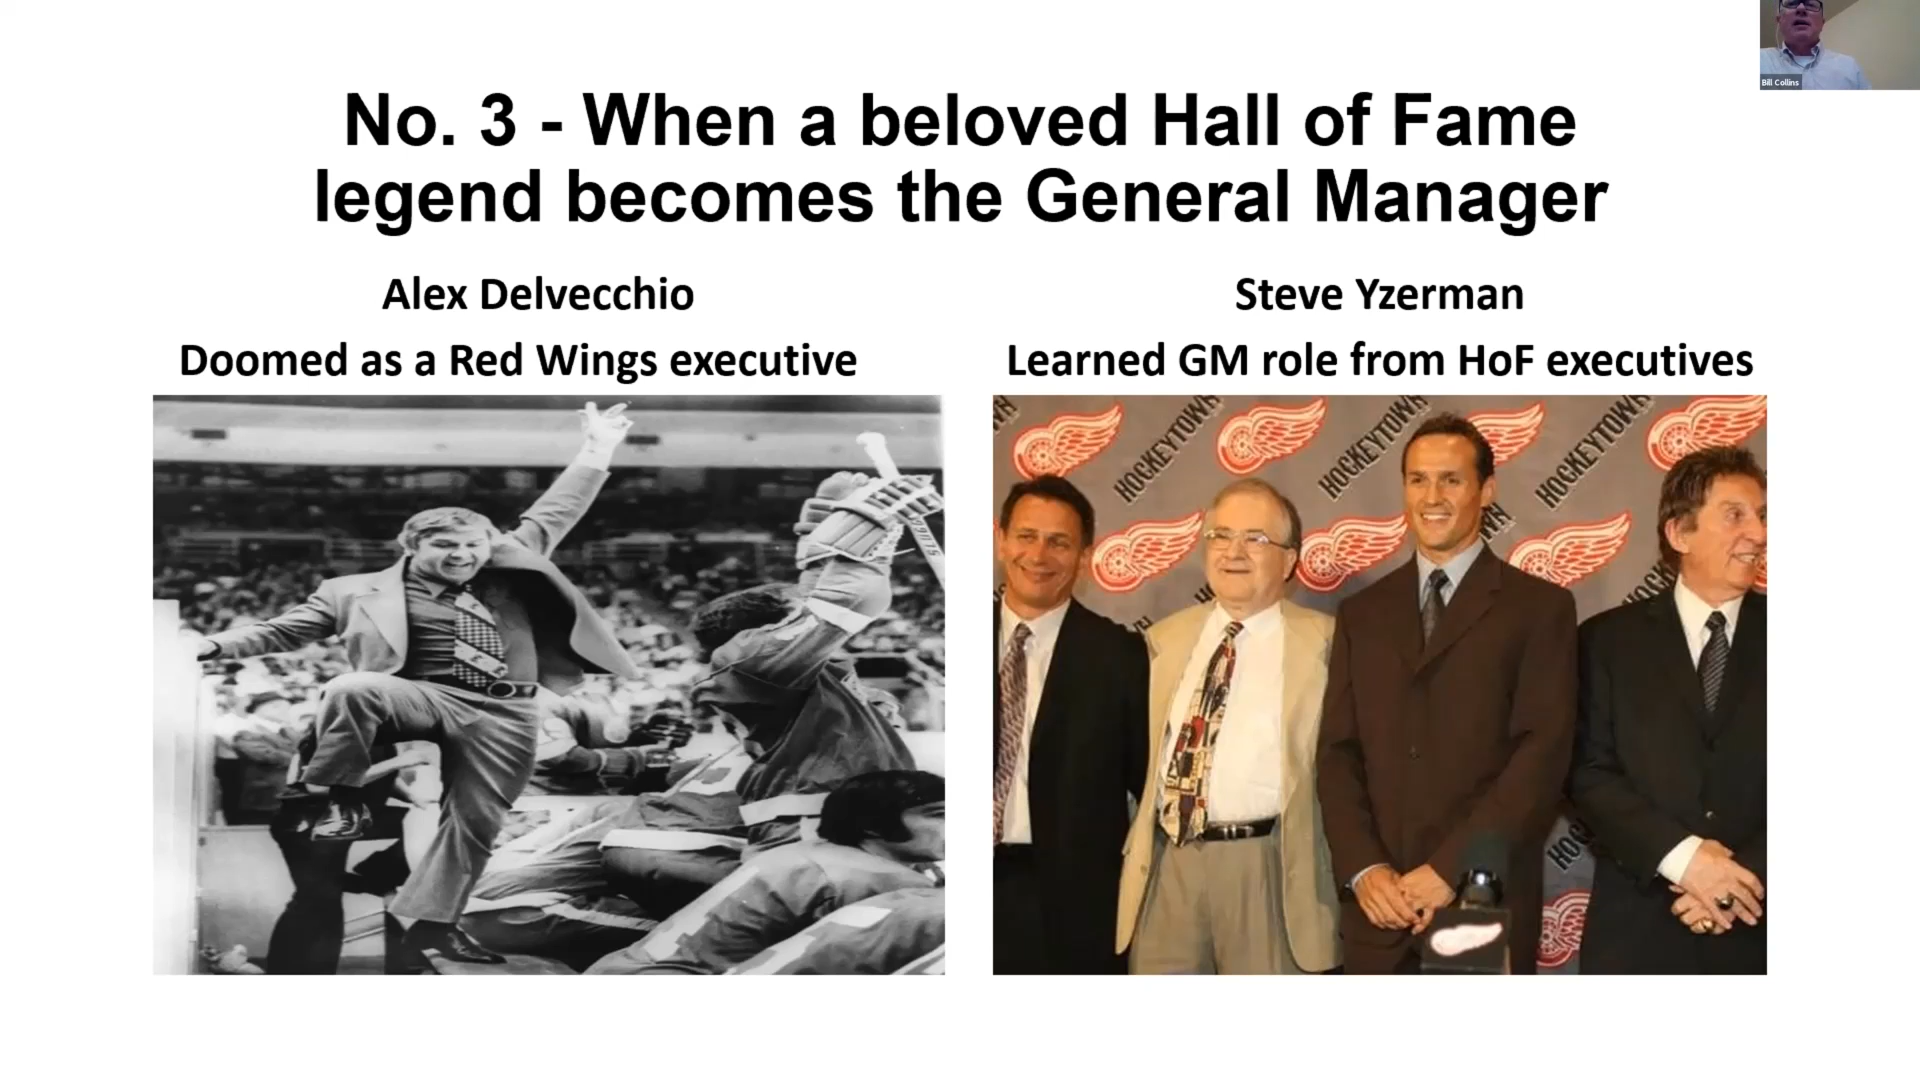 Bill Collins
No. 3 - When a beloved Hall of Fame
legend becomes the General Manager
Alex Delvecchio
Steve Yzerman
Doomed as a Red Wings executive
Learned GM role from HoF executives
HOCKEYTOWN
HOCKEYTOWN
HOCKEYTOWN